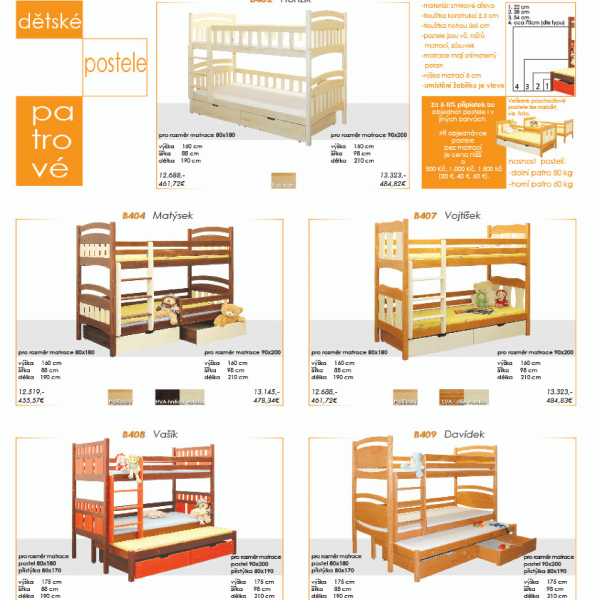 dětské
postele
pa
tro
vé
pro rozměr matrace 80x180
výška 160 cm
šířka 88 cm
délka 190 cm
12.688,-
461,72€
pro rozměr matrace 90x200
výška 160 cm
šířka 98 cm
délka 210 cm
13.323,-
484,82€
-materiál: smrkové dřevo
-tloušťka konstrukcí 2.5 cm
-tloušťka nohou 5x5 cm
-postele jsou vč. roštů,
matrací, zásuvek
-matrace mají snímatelný
potah
-výška matrací 8 cm
-umístění žebříku je vlevo
1. 22 cm
2. 38 cm
3. 54 cm
4. cca 70cm (dle typu)
4 3 2 1
Za 5-10% příplatek lze
objednat postele i v
jiných barvách.
Při objednávce
postele
bez matrací
je cena nižší
o
500 Kč, 1.000 Kč, 1.500 Kč
(20 €, 40 €, 60 €).
Veškeré poschoďové
postele lze rozložit,
viz. foto.
nosnost postelí:
-dolní patro 80 kg
-horní patro 60 kg
B404 Matýsek
pro rozměr matrace 80x180
výška 160 cm
šířka 88 cm
délka 190 cm
12.519,-
455,57€
pro rozměr matrace 90x200
výška 160 cm
šířka 98 cm
délka 210 cm
13.145,-
478,34€
B407 Vojtíšek
pro rozměr matrace 80x180
výška 160 cm
šířka 88 cm
délka 190 cm
12.688,-
461,72€
pro rozměr matrace 90x200
výška 160 cm
šířka 98 cm
délka 210 cm
13.323,-
484,83€
B408 Vašík
pro rozměr matrace
postel 80x180
přistýlka 80x170
výška 175 cm
šířka 88 cm
délka 190 cm
pro rozměr matrace
postel 90x200
přistýlka 80x190
výška 175 cm
šířka 98 cm
délka 210 cm
B409 Davídek
pro rozměr matrace
postel 80x180
přistýlka 80x170
výška 175 cm
šířka 88 cm
délka 190 cm
pro rozměr matrace
postel 90x200
přistýlka 80x190
výška 175 cm
šířka 98 cm
délka 210 cm